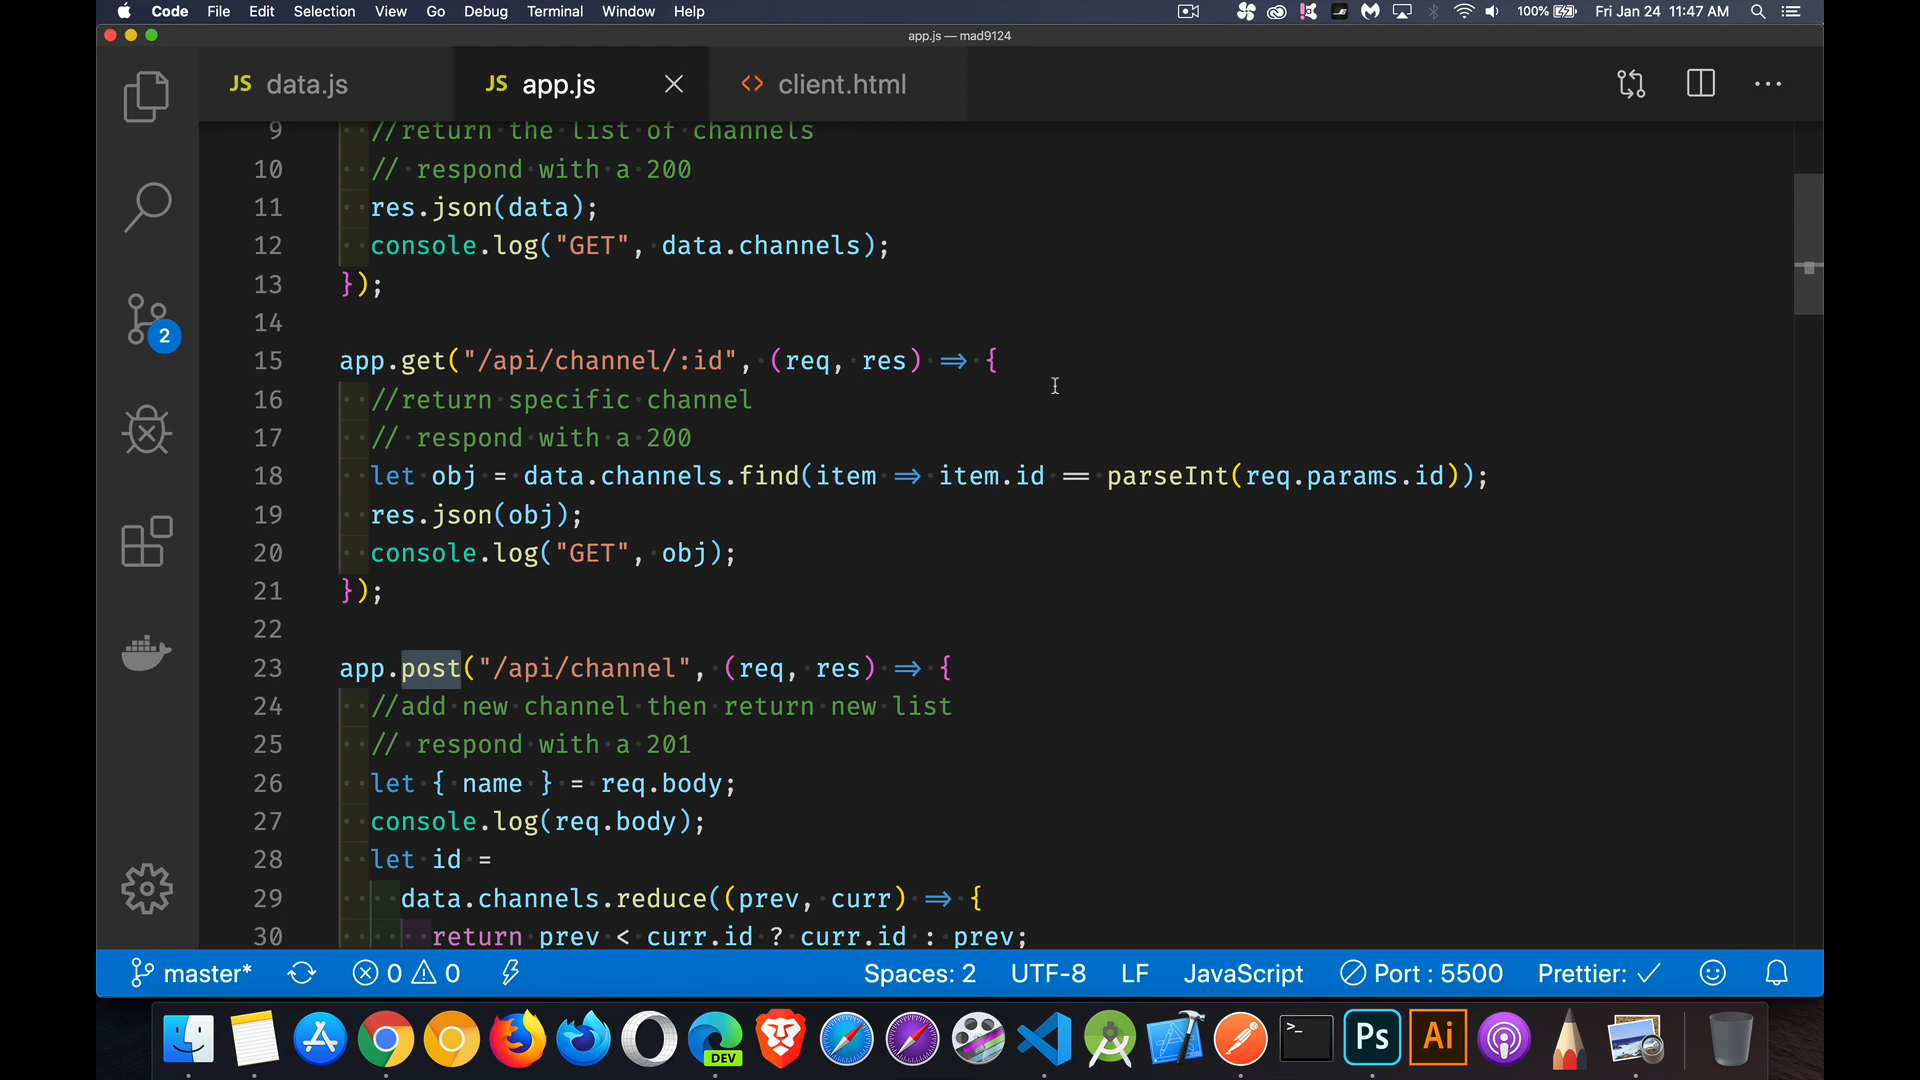 Code File Edit Selection View Go Debug Terminal Window Help 100% Fri Jan 24 11:47 AM
app.js — mad9124
JS data.js JS app.js <> client.html
9 //return the list of channels
10 // respond with a 200
11 res.json(data);
12 console.log("GET", data.channels);
13 });
14
15 app.get("/api/channel/:id", (req, res) => {
16 //return specific channel
17 // respond with a 200
18 let obj = data.channels.find(item => item.id == parseInt(req.params.id));
19 res.json(obj);
20 console.log("GET", obj);
21 });
22
23 app.post("/api/channel", (req, res) => {
24 //add new channel then return new list
25 // respond with a 201
26 let { name } = req.body;
27 console.log(req.body);
28 let id =
29 data.channels.reduce((prev, curr) => {
30 return prev < curr.id ? curr.id : prev;
2
master* 0 0 Spaces: 2 UTF-8 LF JavaScript Port : 5500 Prettier: ✓
DEV >_ Ps Ai